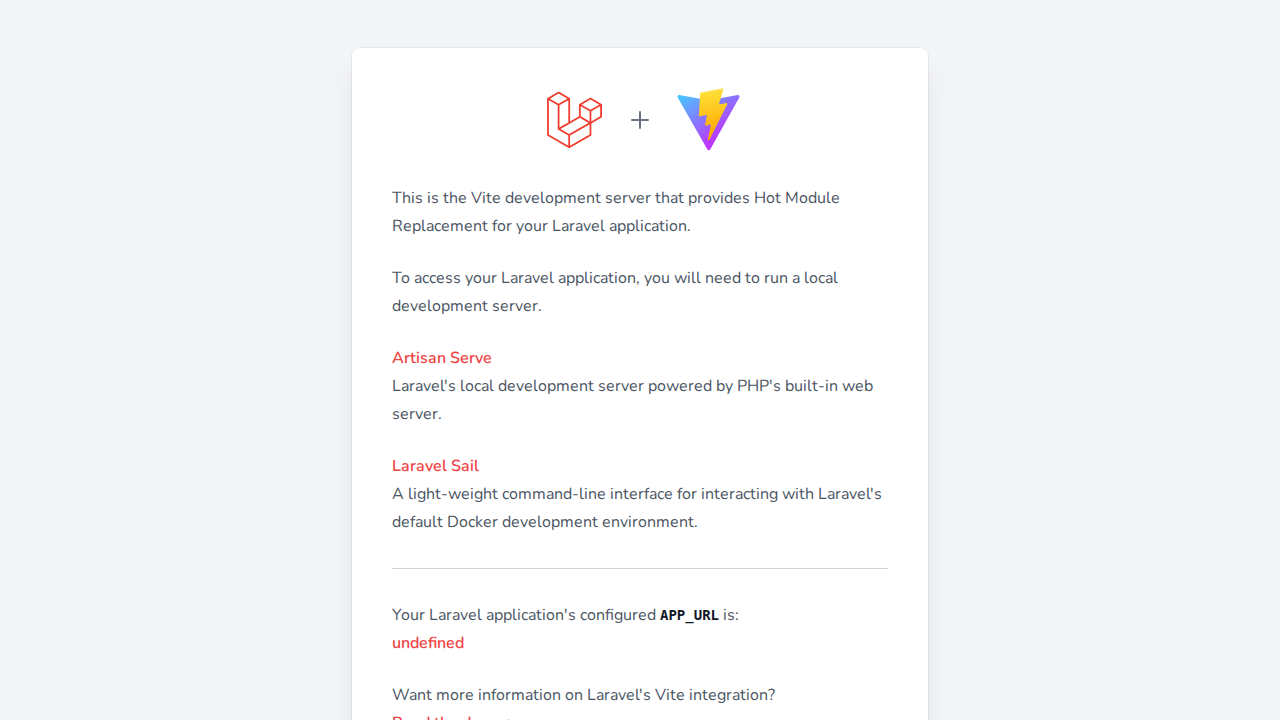 This is the Vite development server that provides Hot Module
Replacement for your Laravel application.
To access your Laravel application, you will need to run a local
development server.
Artisan Serve
Laravel's local development server powered by PHP's built-in web
server.
Laravel Sail
A light-weight command-line interface for interacting with Laravel's
default Docker development environment.
Your Laravel application's configured APP_URL is:
undefined
Want more information on Laravel's Vite integration?